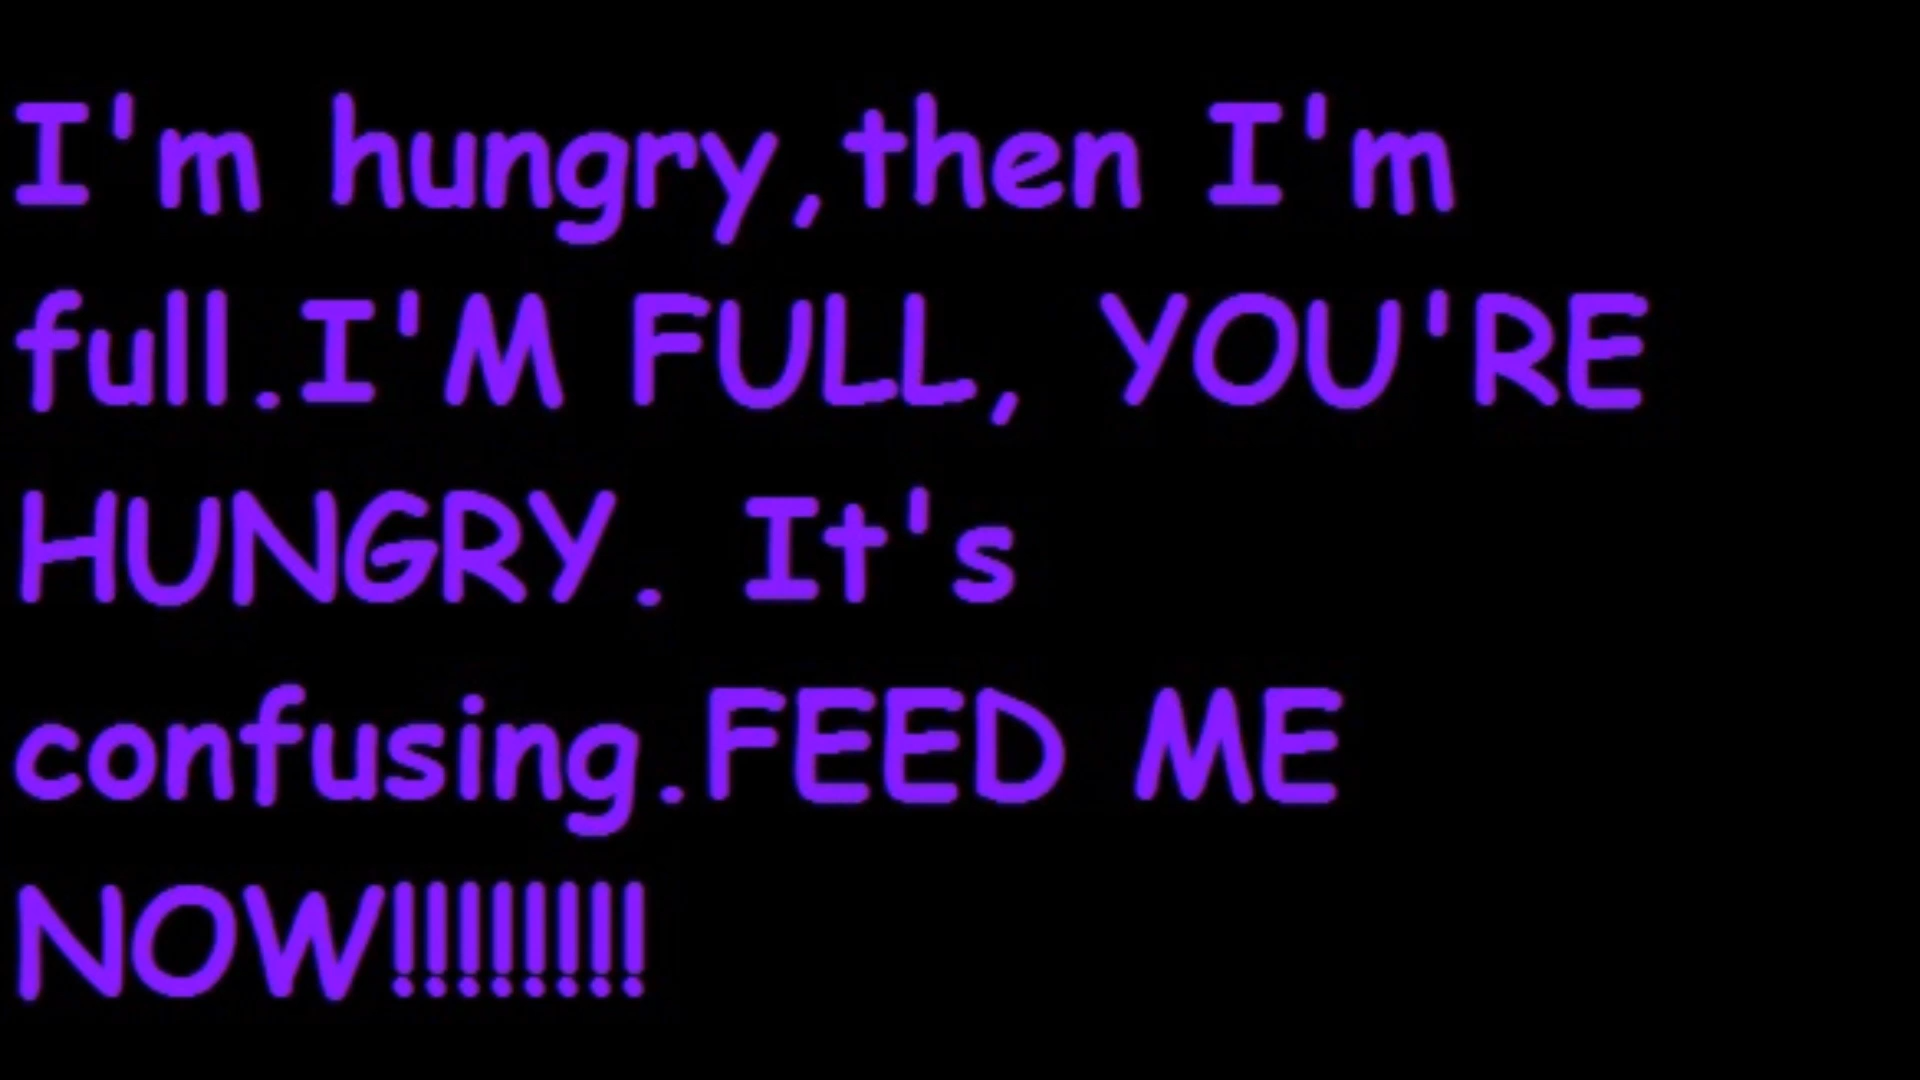 I'm hungry,then I'm
full.I'M FULL, YOU'RE
HUNGRY. It's
confusing.FEED ME
NOW!!!!!!!!